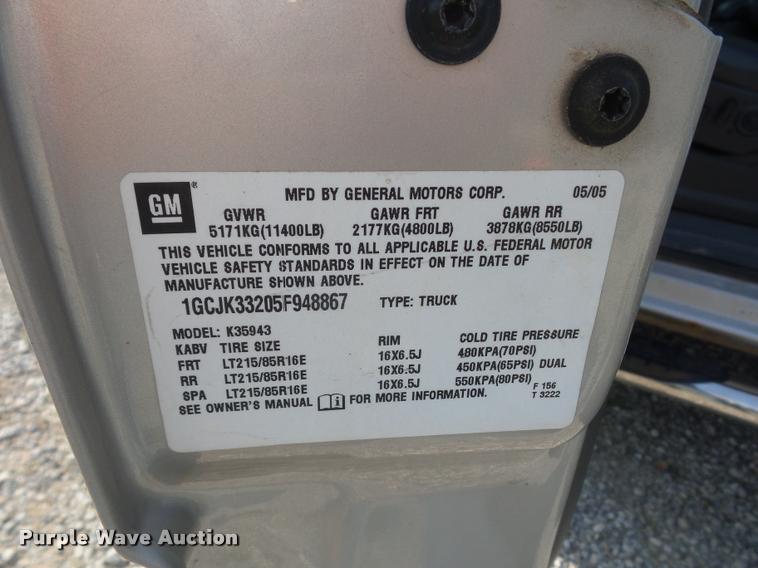 GM ® MFD BY GENERAL MOTORS CORP. 05/05
GVWR GAWR FRT GAWR RR
5171KG(11400LB) 2177KG(4800LB) 3878KG(8550LB)
THIS VEHICLE CONFORMS TO ALL APPLICABLE U.S. FEDERAL MOTOR
VEHICLE SAFETY STANDARDS IN EFFECT ON THE DATE OF
MANUFACTURE SHOWN ABOVE.
1GCJK33205F948867 TYPE: TRUCK
MODEL: K35943
KABV TIRE SIZE RIM COLD TIRE PRESSURE
FRT LT215/85R16E 16X6.5J 480KPA(70PSI)
RR LT215/85R16E 16X6.5J 450KPA(65PSI) DUAL
SPA LT215/85R16E 16X6.5J 550KPA(80PSI)
SEE OWNER'S MANUAL i FOR MORE INFORMATION.
F 156
T 3222
Purple Wave Auction